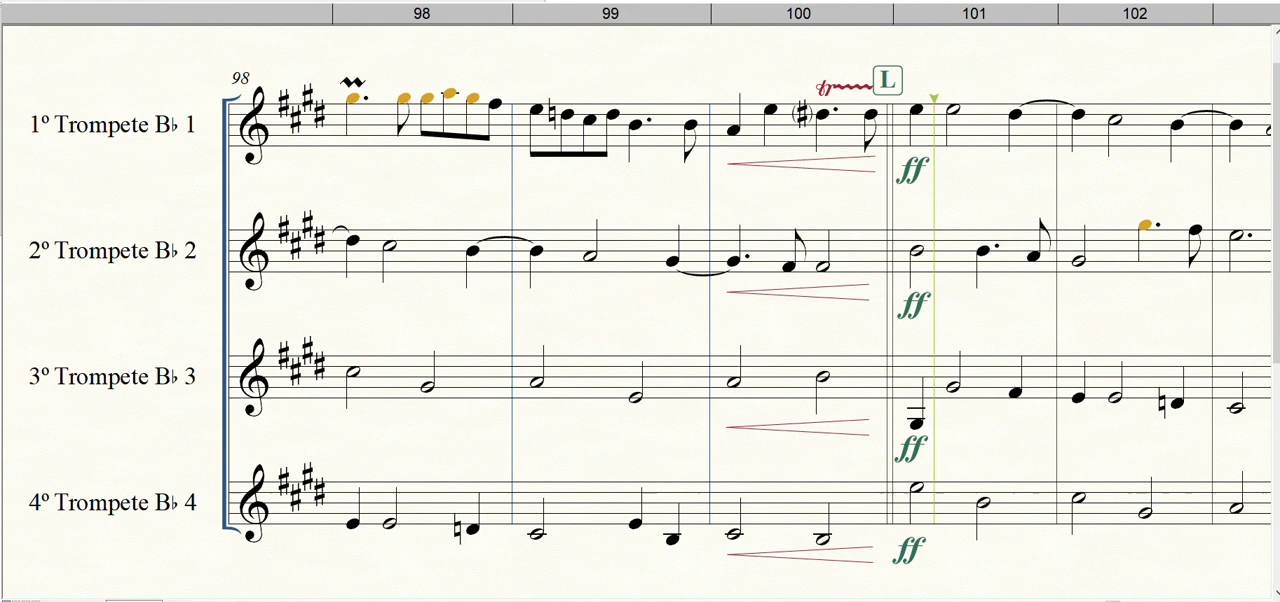 98 99 100 101 102
98
L
1º Trompete B♭ 1
ff
2º Trompete B♭ 2
ff
3º Trompete B♭ 3
ff
4º Trompete B♭ 4
ff